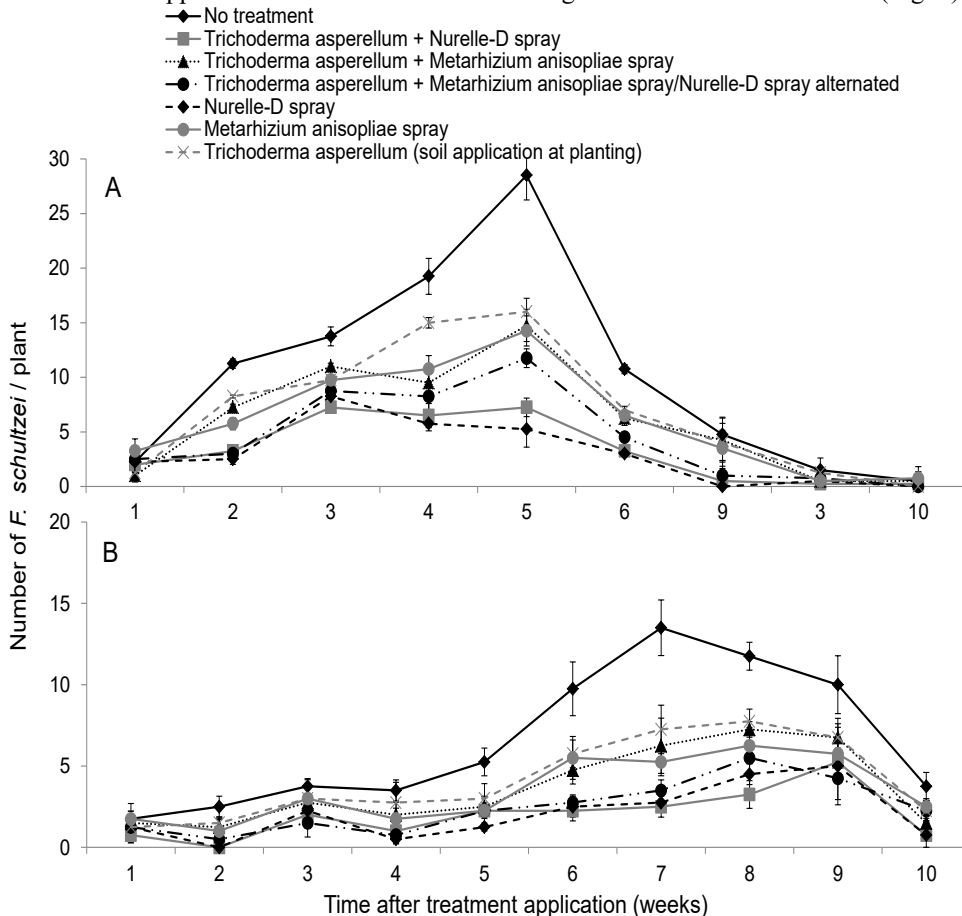 No treatment
Trichoderma asperellum + Nurelle-D spray
Trichoderma asperellum + Metarhizium anisopliae spray
Trichoderma asperellum + Metarhizium anisopliae spray/Nurelle-D spray alternated
Nurelle-D spray
Metarhizium anisopliae spray
Trichoderma asperellum (soil application at planting)
Number of F. schultzei / plant
A
30
25
20
15
10
5
0
1 2 3 4 5 6 9 3 10
B
20
15
10
5
0
1 2 3 4 5 6 7 8 9 10
Time after treatment application (weeks)